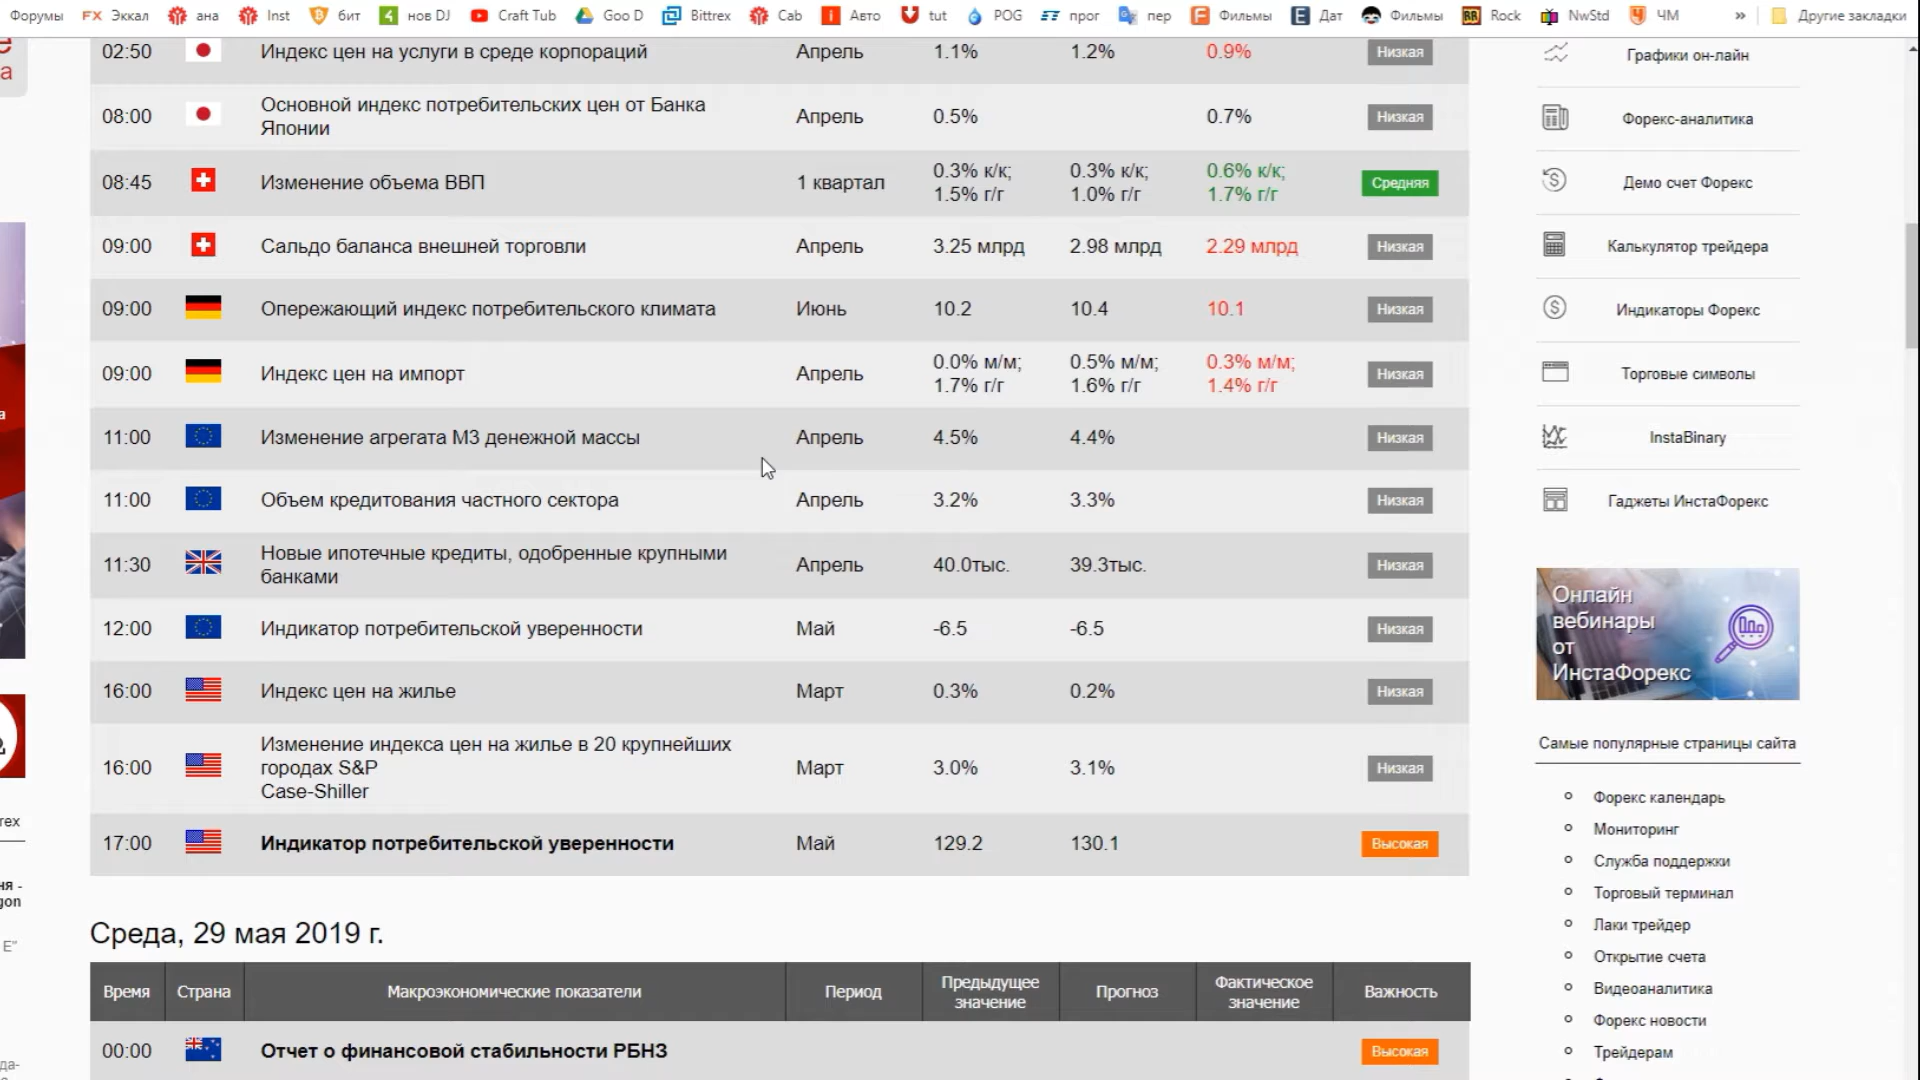 Форумы FX Эккал ана Inst бит 4 нов DJ Craft Tub Goo D Bittrex Cab Авто tut POG прог пер Фильмы Дат Фильмы Rock NwStd ЧМ » Другие закладки
02:50 Индекс цен на услуги в среде корпораций Апрель 1.1% 1.2% 0.9% Низкая
08:00 Основной индекс потребительских цен от Банка
Японии Апрель 0.5% 0.7% Низкая
08:45 Изменение объема ВВП 1 квартал 0.3% к/к; 0.3% к/к; 0.6% к/к; Средняя
1.5% г/г 1.0% г/г 1.7% г/г
09:00 Сальдо баланса внешней торговли Апрель 3.25 млрд 2.98 млрд 2.29 млрд Низкая
09:00 Опережающий индекс потребительского климата Июнь 10.2 10.4 10.1 Низкая
09:00 Индекс цен на импорт Апрель 0.0% м/м; 0.5% м/м; 0.3% м/м; Низкая
1.7% г/г 1.6% г/г 1.4% г/г
11:00 Изменение агрегата М3 денежной массы Апрель 4.5% 4.4% Низкая
11:00 Объем кредитования частного сектора Апрель 3.2% 3.3% Низкая
11:30 Новые ипотечные кредиты, одобренные крупными
банками Апрель 40.0тыс. 39.3тыс. Низкая
12:00 Индикатор потребительской уверенности Май -6.5 -6.5 Низкая
16:00 Индекс цен на жилье Март 0.3% 0.2% Низкая
16:00 Изменение индекса цен на жилье в 20 крупнейших
городах S&P Март 3.0% 3.1% Низкая
Case-Shiller
17:00 Индикатор потребительской уверенности Май 129.2 130.1 Высокая
Среда, 29 мая 2019 г.
Время Страна Макроэкономические показатели Период Предыдущее значение Прогноз Фактическое значение Важность
00:00 Отчет о финансовой стабильности РБНЗ Высокая
Графики он-лайн
Форекс-аналитика
Демо счет Форекс
Калькулятор трейдера
Индикаторы Форекс
Торговые символы
InstaBinary
Гаджеты ИнстаФорекс
Онлайн
вебинары
от
ИнстаФорекс
Самые популярные страницы сайта
Форекс календарь
Мониторинг
Служба поддержки
Торговый терминал
Лаки трейдер
Открытие счета
Видеоаналитика
Форекс новости
Трейдерам